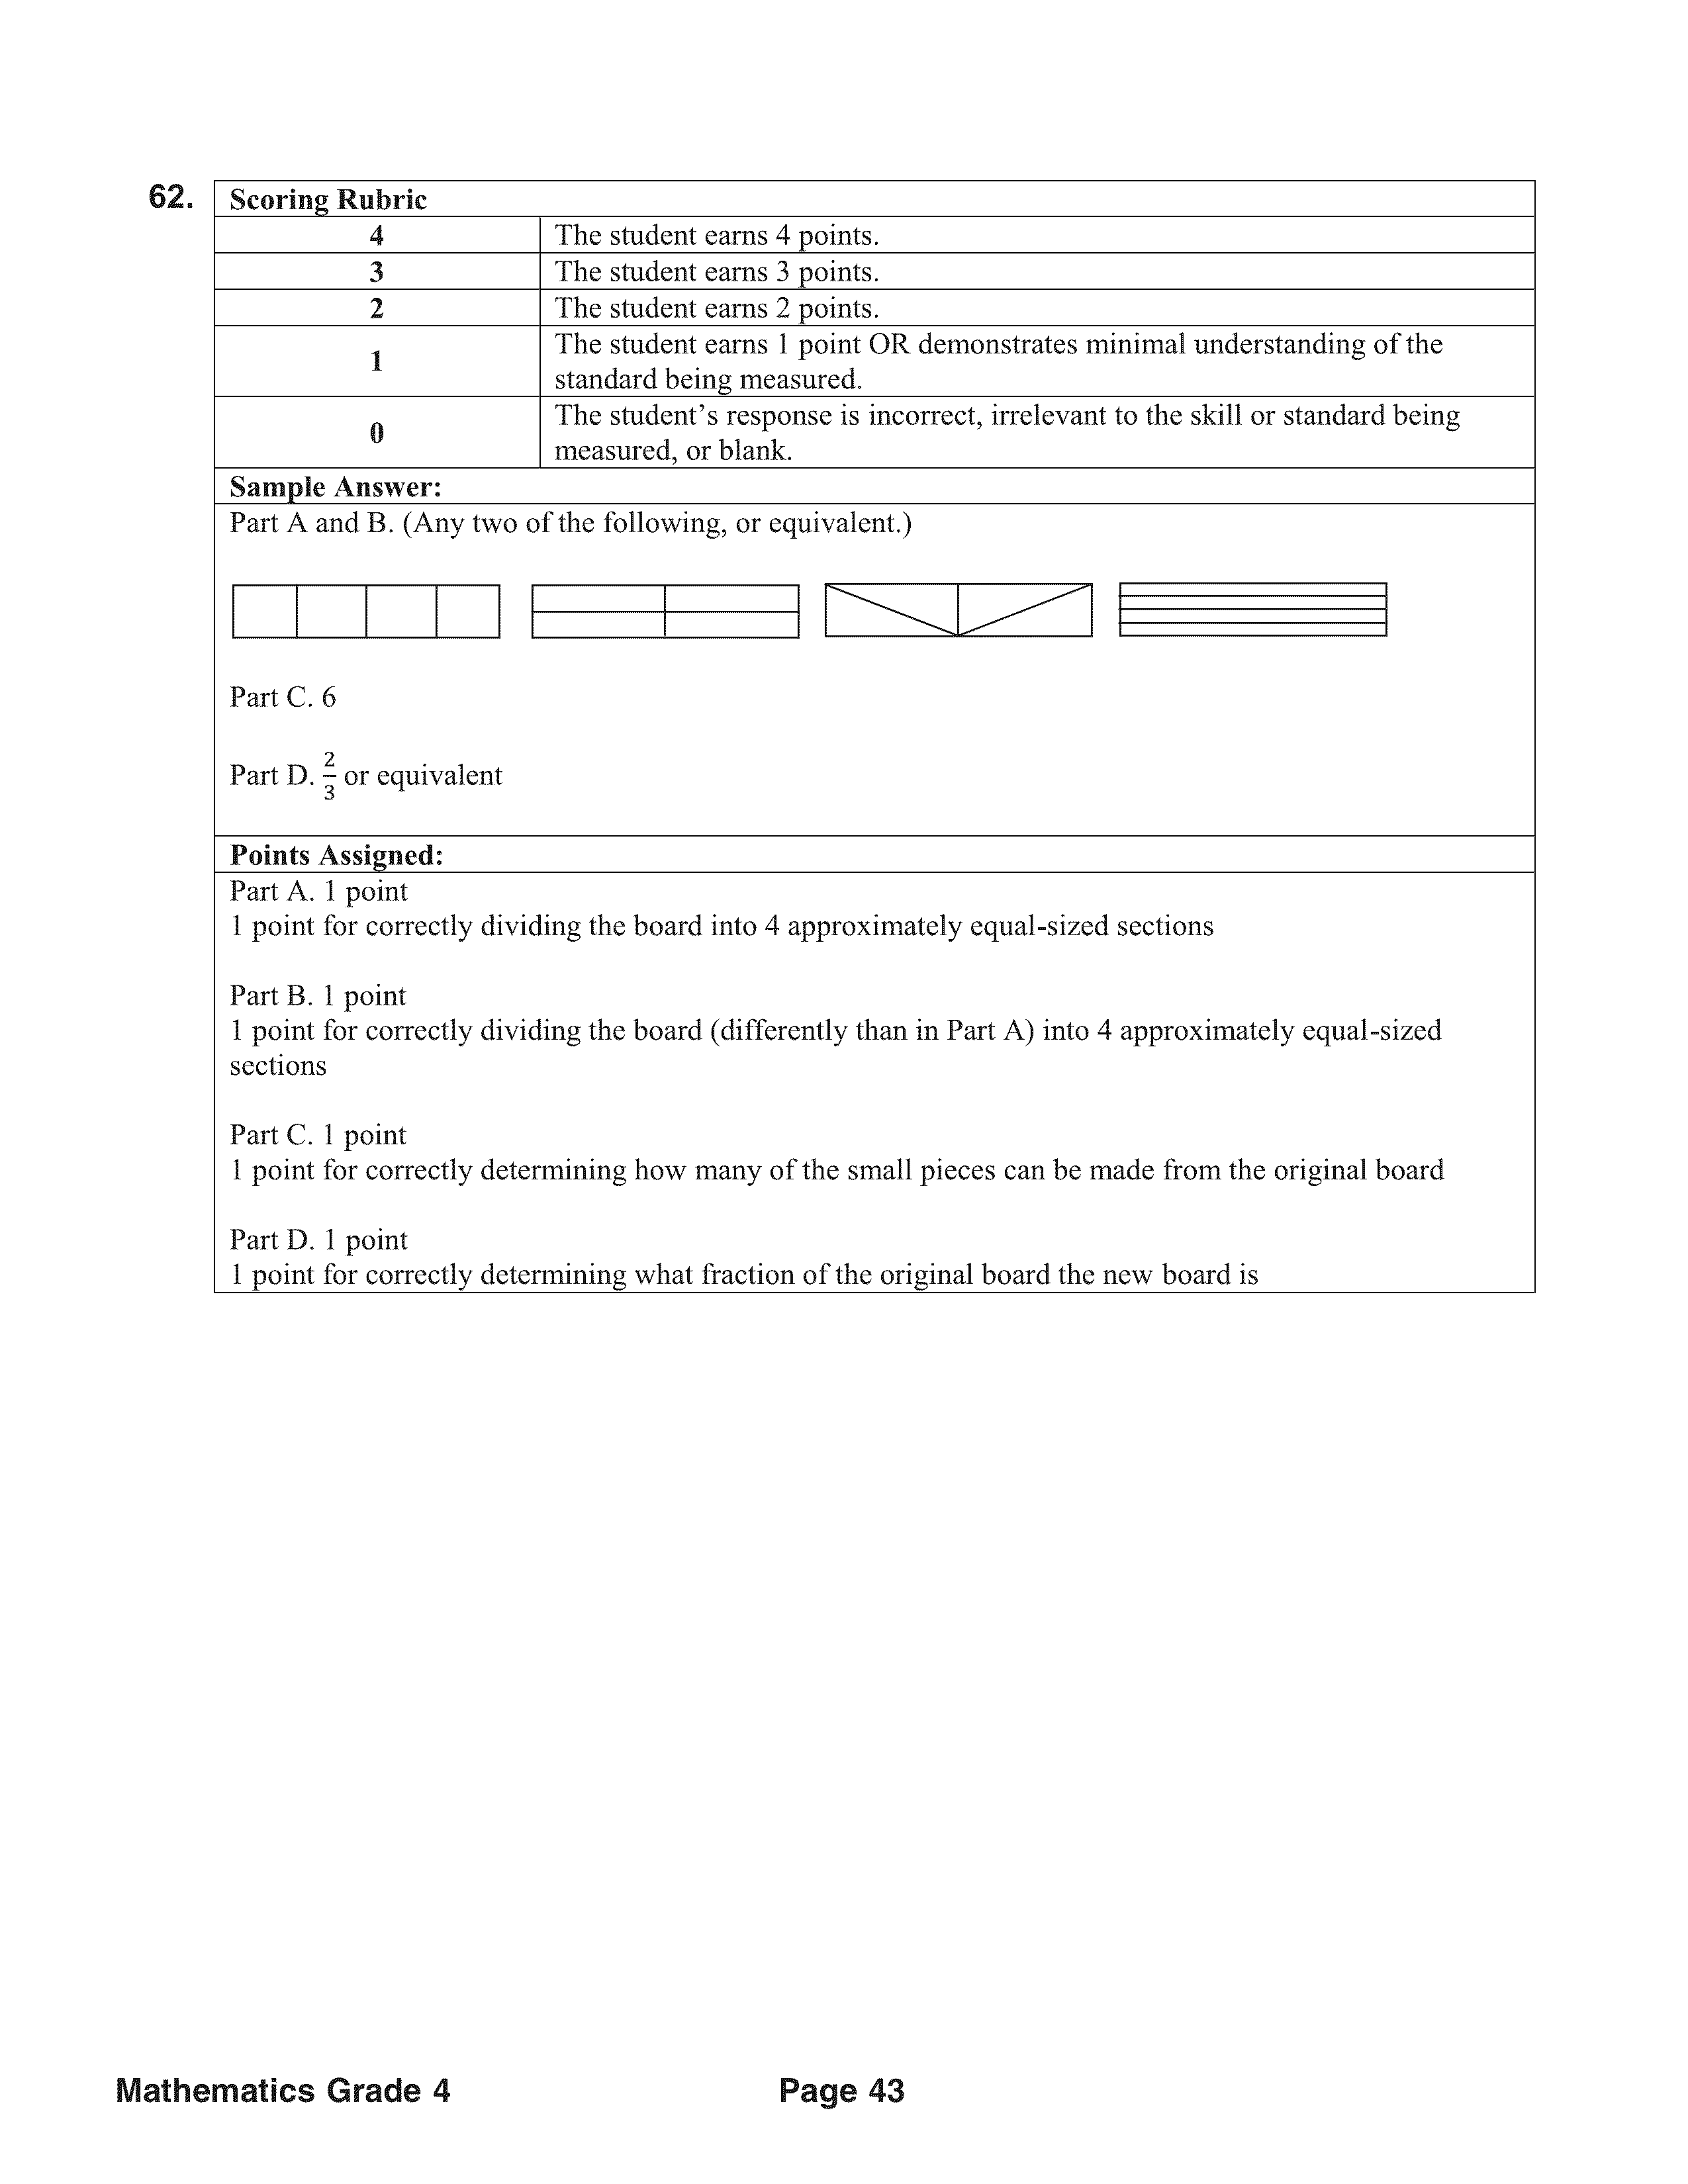 62.
Scoring Rubric
4 The student earns 4 points.
3 The student earns 3 points.
2 The student earns 2 points.
1 The student earns 1 point OR demonstrates minimal understanding of the
standard being measured.
0 The student’s response is incorrect, irrelevant to the skill or standard being
measured, or blank.
Sample Answer:
Part A and B. (Any two of the following, or equivalent.)
Part C. 6
Part D. 2/3 or equivalent
Points Assigned:
Part A. 1 point
1 point for correctly dividing the board into 4 approximately equal-sized sections
Part B. 1 point
1 point for correctly dividing the board (differently than in Part A) into 4 approximately equal-sized
sections
Part C. 1 point
1 point for correctly determining how many of the small pieces can be made from the original board
Part D. 1 point
1 point for correctly determining what fraction of the original board the new board is
Mathematics Grade 4 Page 43